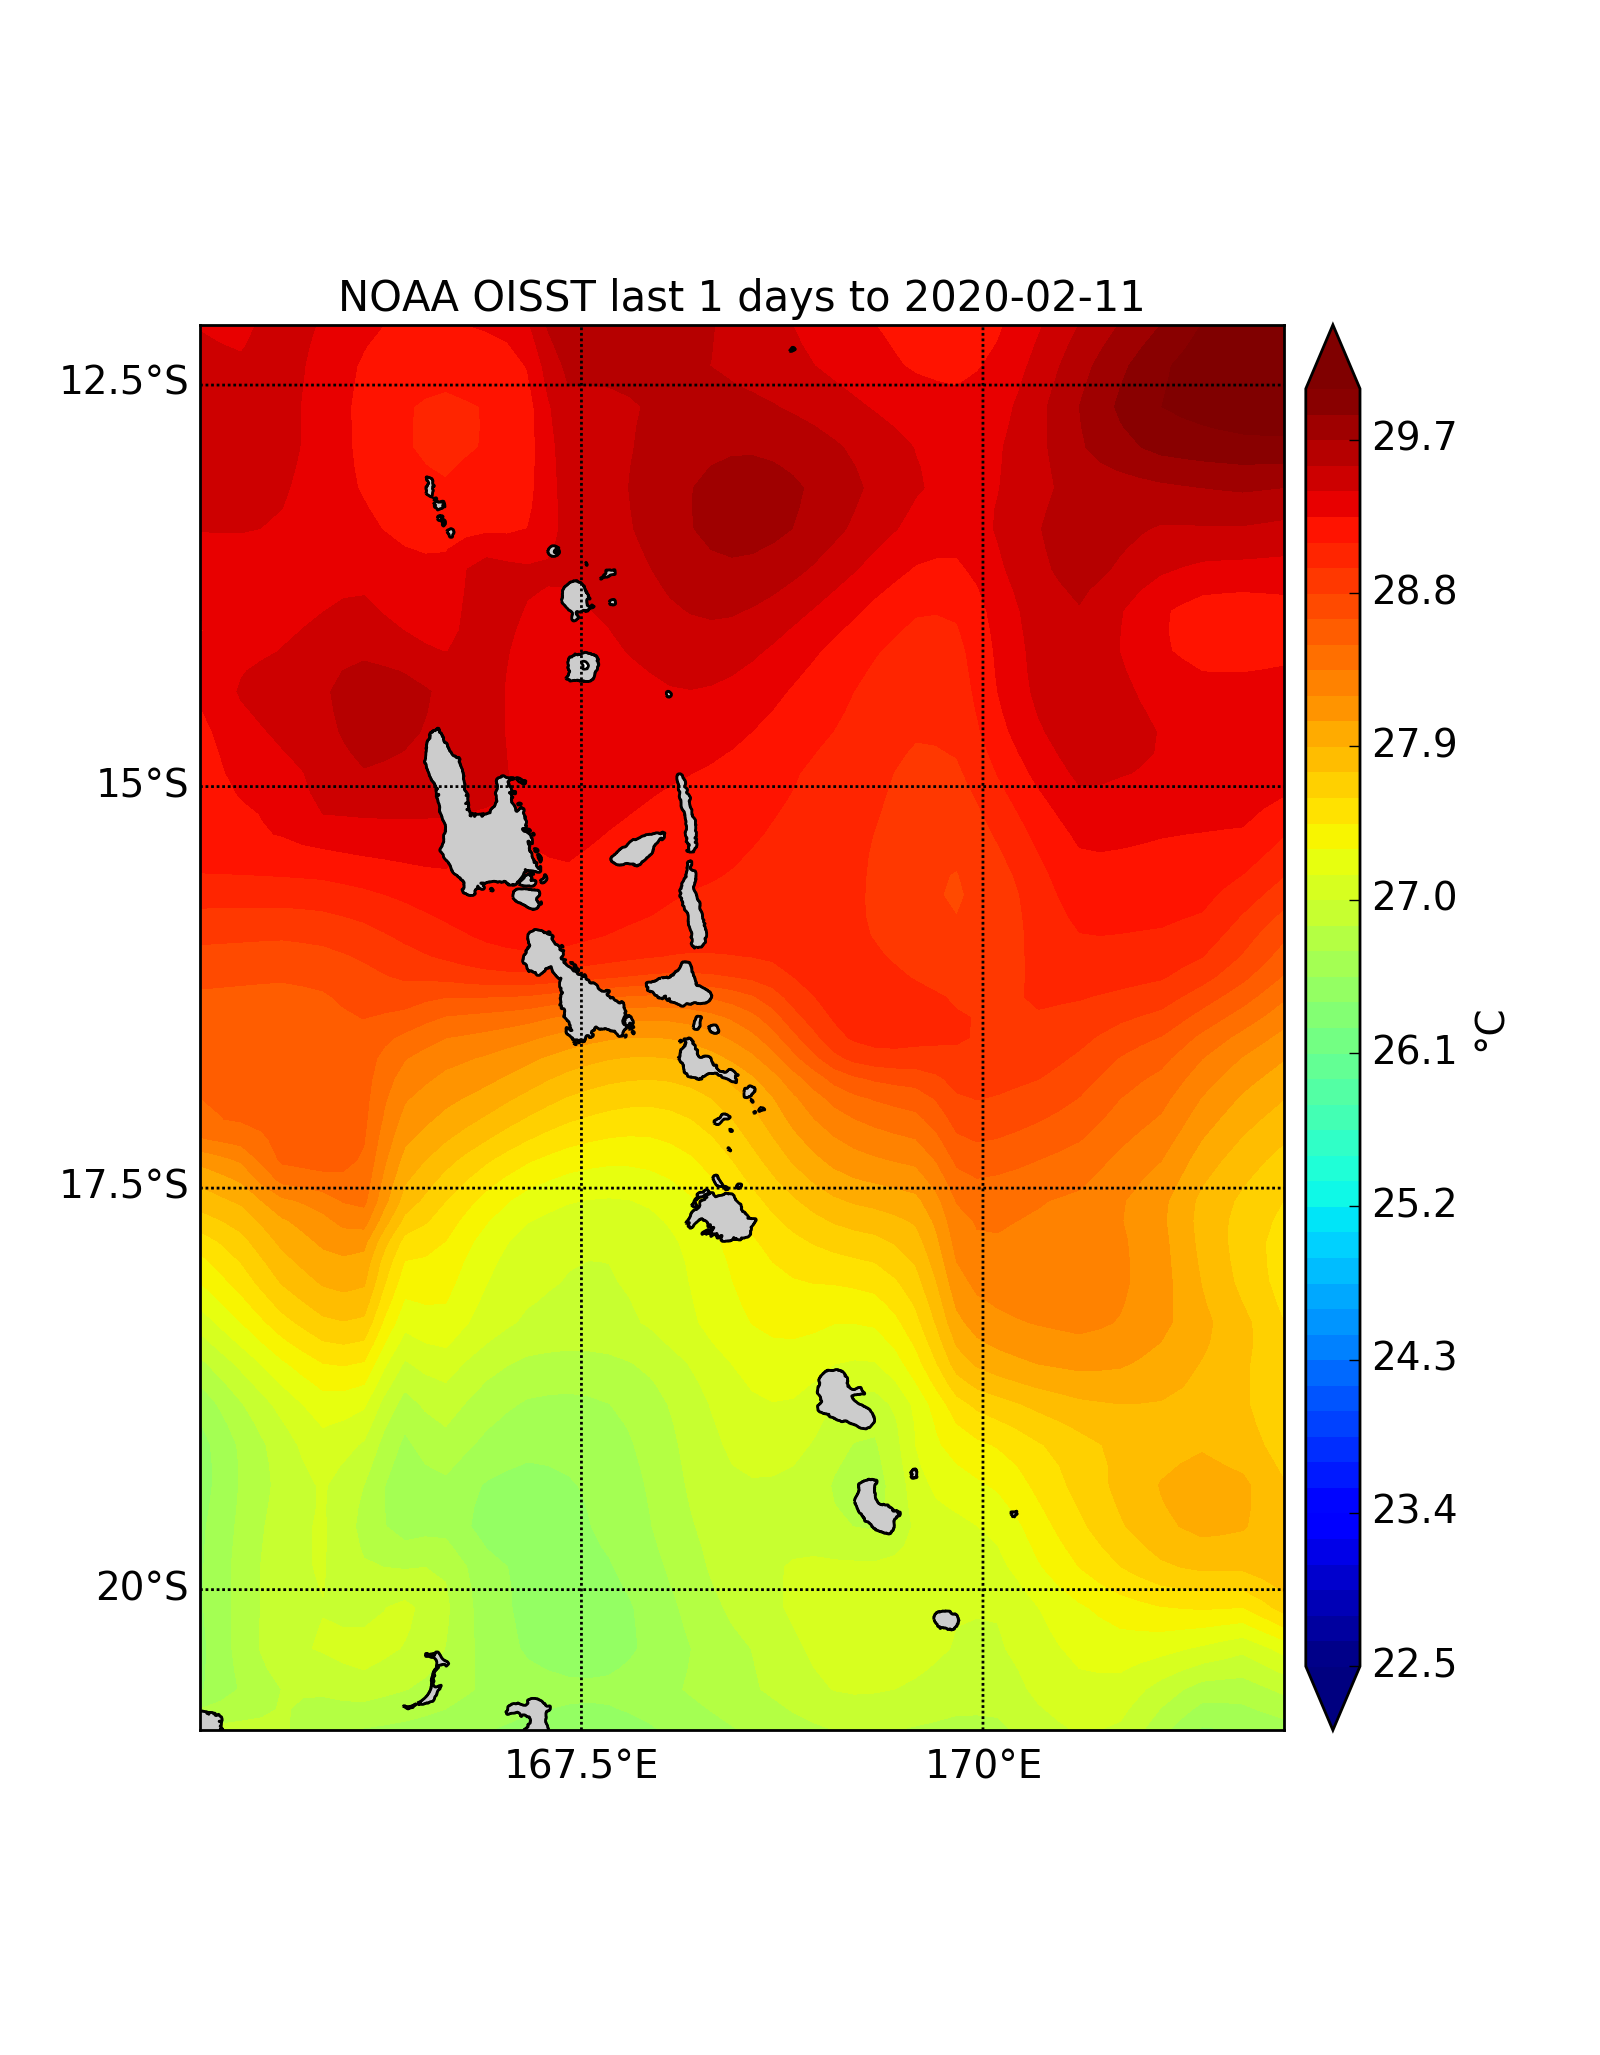 NOAA OISST last 1 days to 2020-02-11
12.5°S
15°S
17.5°S
20°S
167.5°E
170°E
29.7
28.8
27.9
27.0
26.1
25.2
24.3
23.4
22.5
°C